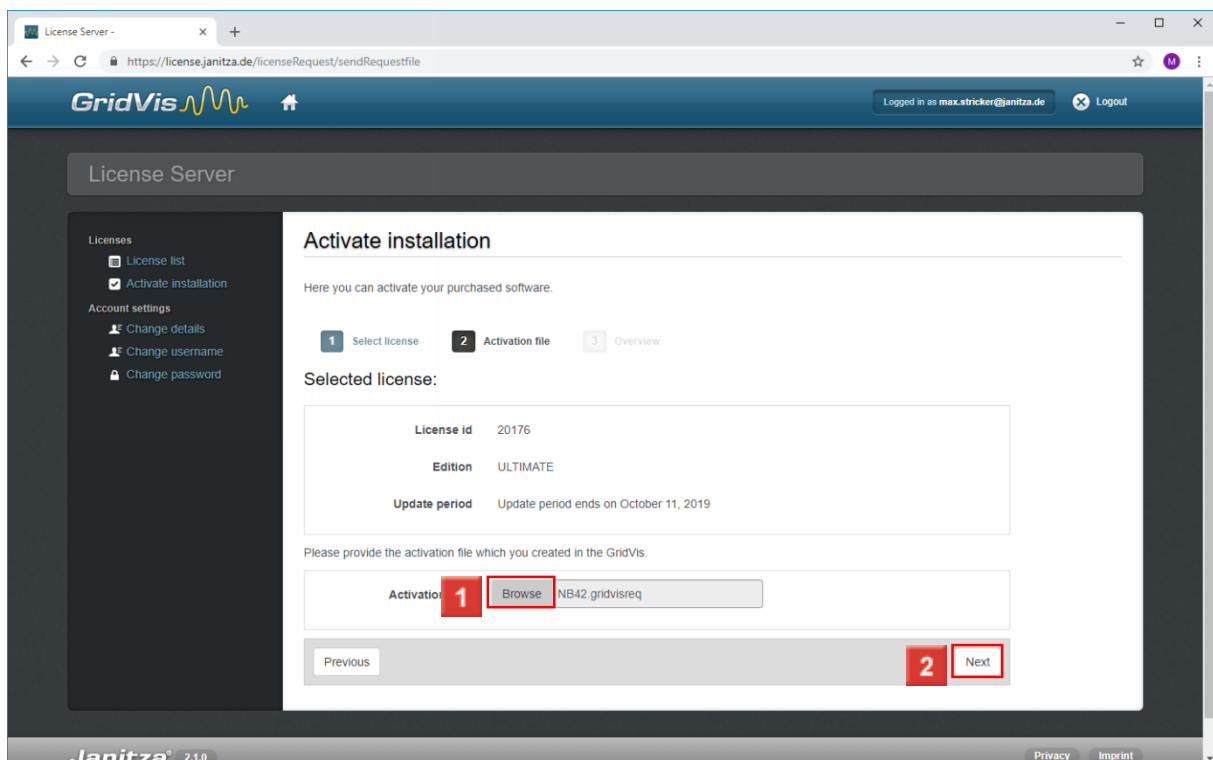 License Server -
https://license.janitza.de/licenseRequest/sendRequestfile
M
GridVis
Logged in as max.stricker@janitza.de
Logout
License Server
Licenses
License list
Activate installation
Account settings
Change details
Change username
Change password
Activate installation
Here you can activate your purchased software.
1 Select license 2 Activation file 3 Overview
Selected license:
License id 20176
Edition ULTIMATE
Update period Update period ends on October 11, 2019
Please provide the activation file which you created in the GridVis.
Activation 1 Browse NB42.gridvisreq
Previous 2 Next
Janitza® 2.1.0 Privacy Imprint